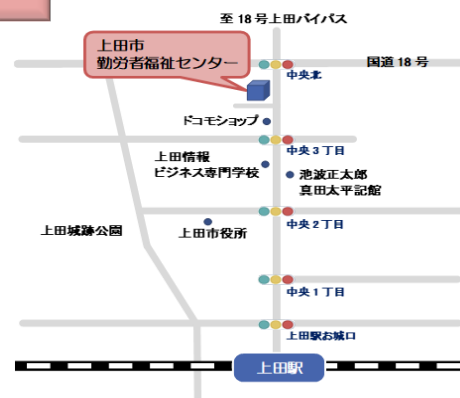 至18号上田バイパス
上田市
勤労者福祉センター
国道18号
中央北
ドコモショップ
中央3丁目
上田情報
ビジネス専門学校
池波正太郎
真田太平記館
中央2丁目
上田城跡公園
上田市役所
中央1丁目
上田駅お城口
上田駅